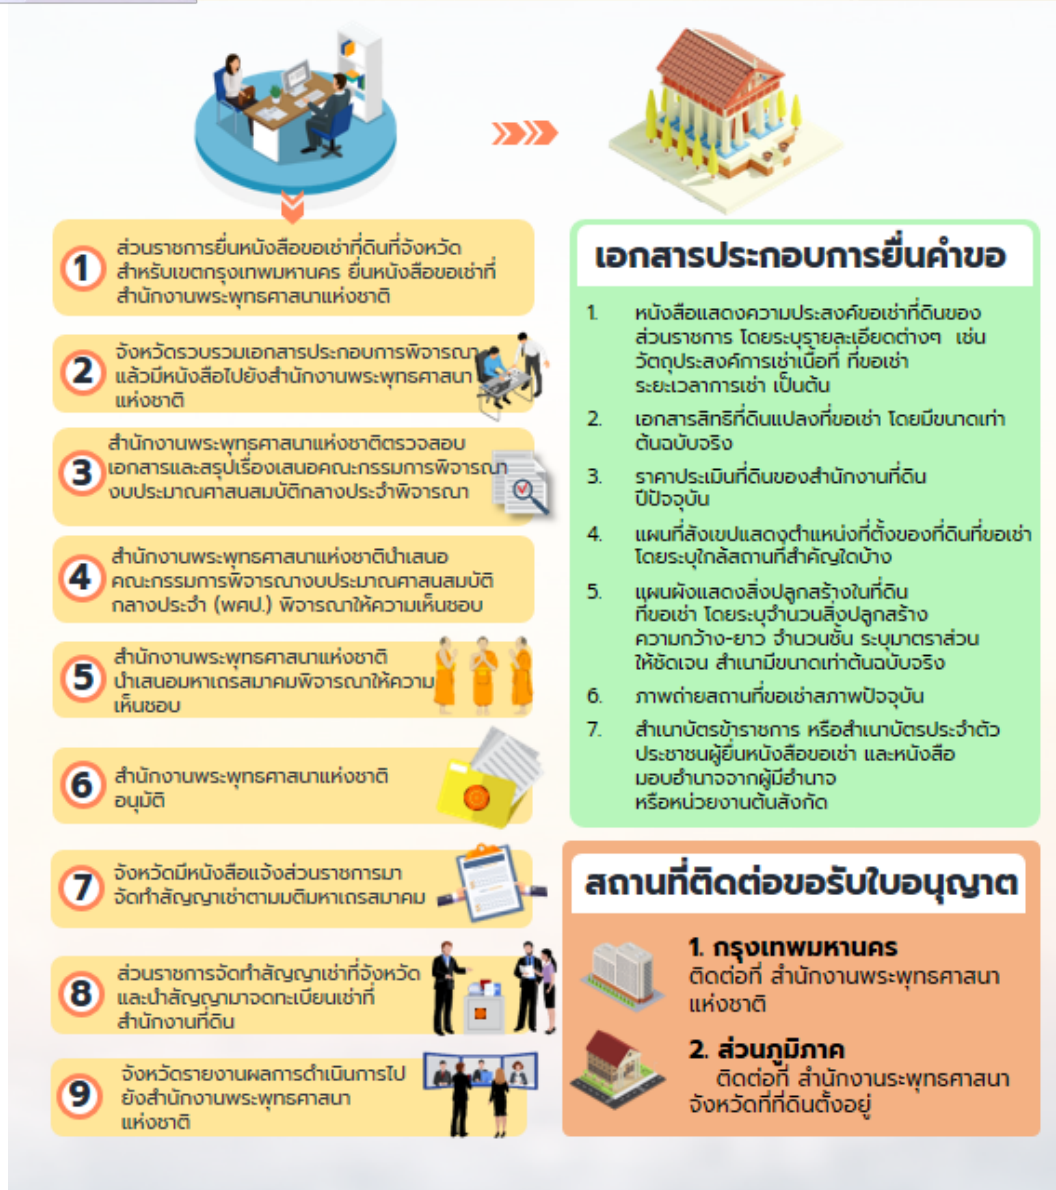 1
ส่วนราชการยื่นหนังสือขอเช่าที่ดินที่จังหวัด
สำหรับเขตกรุงเทพมหานคร ยื่นหนังสือขอเช่าที่
สำนักงานพระพุทธศาสนาแห่งชาติ
2
จังหวัดรวบรวมเอกสารประกอบการพิจารณา
แล้วมีหนังสือไปยังสำนักงานพระพุทธศาสนา
แห่งชาติ
3
สำนักงานพระพุทธศาสนาแห่งชาติตรวจสอบ
เอกสารและสรุปเรื่องเสนอคณะกรรมการพิจารณา
งบประมาณศาสนสมบัติกลางประจำพิจารณา
4
สำนักงานพระพุทธศาสนาแห่งชาตินำเสนอ
คณะกรรมการพิจารณางบประมาณศาสนสมบัติ
กลางประจำ (พศป.) พิจารณาให้ความเห็นชอบ
5
สำนักงานพระพุทธศาสนาแห่งชาติ
นำเสนอมหาเถรสมาคมพิจารณาให้ความ
เห็นชอบ
6
สำนักงานพระพุทธศาสนาแห่งชาติ
อนุมัติ
7
จังหวัดมีหนังสือแจ้งส่วนราชการมา
จัดทำสัญญาเช่าตามมติมหาเถรสมาคม
8
ส่วนราชการจัดทำสัญญาเช่าที่จังหวัด
และนำสัญญามาจดทะเบียนเช่าที่
สำนักงานที่ดิน
9
จังหวัดรายงานผลการดำเนินการไป
ยังสำนักงานพระพุทธศาสนา
แห่งชาติ
เอกสารประกอบการยื่นคำขอ
1. หนังสือแสดงความประสงค์ขอเช่าที่ดินของ
ส่วนราชการ โดยระบุรายละเอียดต่างๆ เช่น
วัตถุประสงค์การเช่าเนื้อที่ ที่ขอเช่า
ระยะเวลาการเช่า เป็นต้น
2. เอกสารสิทธิที่ดินแปลงที่ขอเช่า โดยมีขนาดเท่า
ต้นฉบับจริง
3. ราคาประเมินที่ดินของสำนักงานที่ดิน
ปีปัจจุบัน
4. แผนที่สังเขปแสดงตำแหน่งที่ตั้งของที่ดินที่ขอเช่า
โดยระบุใกล้สถานที่สำคัญใดบ้าง
5. แผนผังแสดงสิ่งปลูกสร้างในที่ดิน
ที่ขอเช่า โดยระบุจำนวนสิ่งปลูกสร้าง
ความกว้าง-ยาว จำนวนชั้น ระบุมาตราส่วน
ให้ชัดเจน สำเนามีขนาดเท่าต้นฉบับจริง
6. ภาพถ่ายสถานที่ขอเช่าสภาพปัจจุบัน
7. สำเนาบัตรข้าราชการ หรือสำเนาบัตรประจำตัว
ประชาชนผู้ยื่นหนังสือขอเช่า และหนังสือ
มอบอำนาจจากผู้มีอำนาจ
หรือหน่วยงานต้นสังกัด
สถานที่ติดต่อขอรับใบอนุญาต
1. กรุงเทพมหานคร
ติดต่อที่ สำนักงานพระพุทธศาสนา
แห่งชาติ
2. ส่วนภูมิภาค
ติดต่อที่ สำนักงานระพุทธศาสนา
จังหวัดที่ที่ดินตั้งอยู่